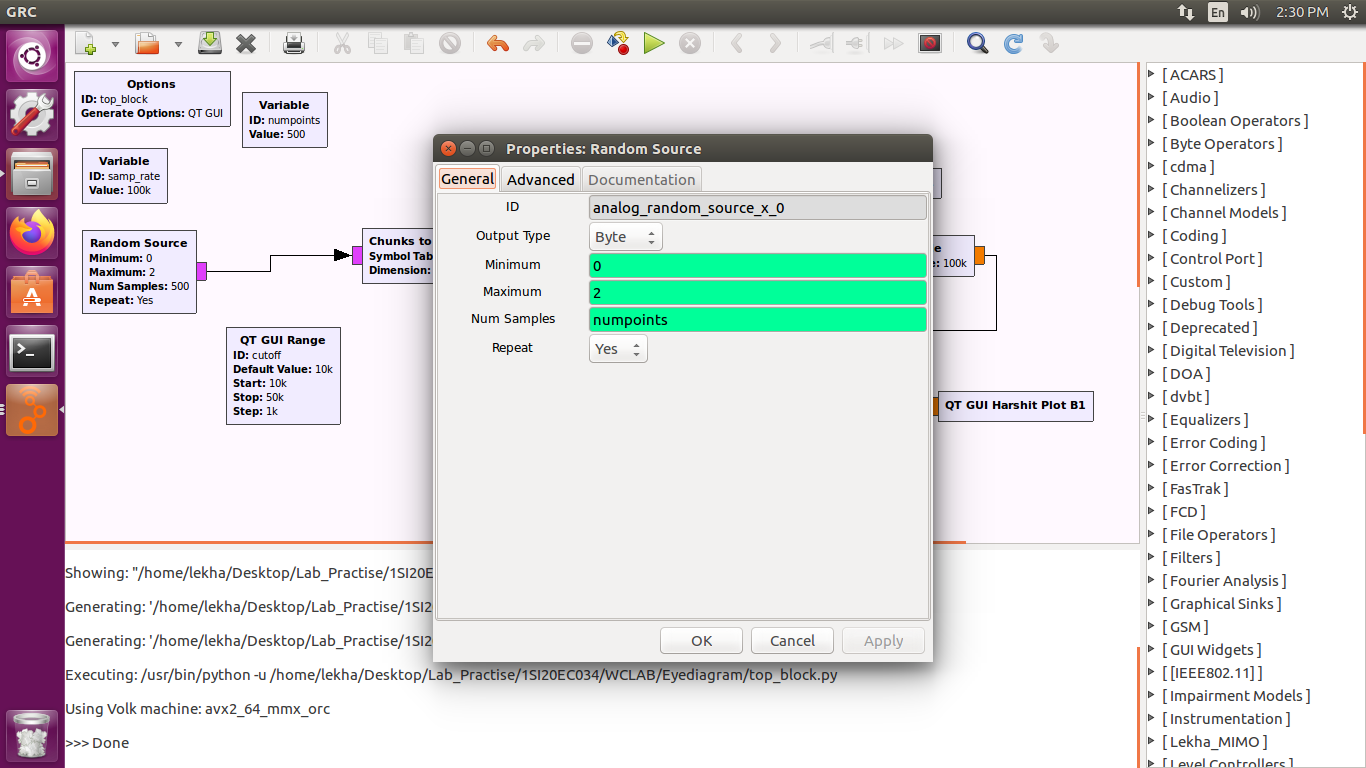 GRC
En
2:30 PM
Options
ID: top_block
Generate Options: QT GUI
Variable
ID: numpoints
Value: 500
Variable
ID: samp_rate
Value: 100k
Random Source
Minimum: 0
Maximum: 2
Num Samples: 500
Repeat: Yes
Chunks to
Symbol Tab
Dimension:
QT GUI Range
ID: cutoff
Default Value: 10k
Start: 10k
Stop: 50k
Step: 1k
e
e: 100k
QT GUI Harshit Plot B1
Properties: Random Source
General Advanced Documentation
ID analog_random_source_x_0
Output Type Byte
Minimum 0
Maximum 2
Num Samples numpoints
Repeat Yes
OK Cancel Apply
Showing: "/home/lekha/Desktop/Lab_Practise/1SI20E
Generating: '/home/lekha/Desktop/Lab_Practise/1SI2
Generating: '/home/lekha/Desktop/Lab_Practise/1SI2
Executing: /usr/bin/python -u /home/lekha/Desktop/Lab_Practise/1SI20EC034/WCLAB/Eyediagram/top_block.py
Using Volk machine: avx2_64_mmx_orc
>>> Done
[ ACARS ]
[ Audio ]
[ Boolean Operators ]
[ Byte Operators ]
[ cdma ]
[ Channelizers ]
[ Channel Models ]
[ Coding ]
[ Control Port ]
[ Custom ]
[ Debug Tools ]
[ Deprecated ]
[ Digital Television ]
[ DOA ]
[ dvbt ]
[ Equalizers ]
[ Error Coding ]
[ Error Correction ]
[ FasTrak ]
[ FCD ]
[ File Operators ]
[ Filters ]
[ Fourier Analysis ]
[ Graphical Sinks ]
[ GSM ]
[ GUI Widgets ]
[ [IEEE802.11] ]
[ Impairment Models ]
[ Instrumentation ]
[ Lekha_MIMO ]
[ Level Controllers ]